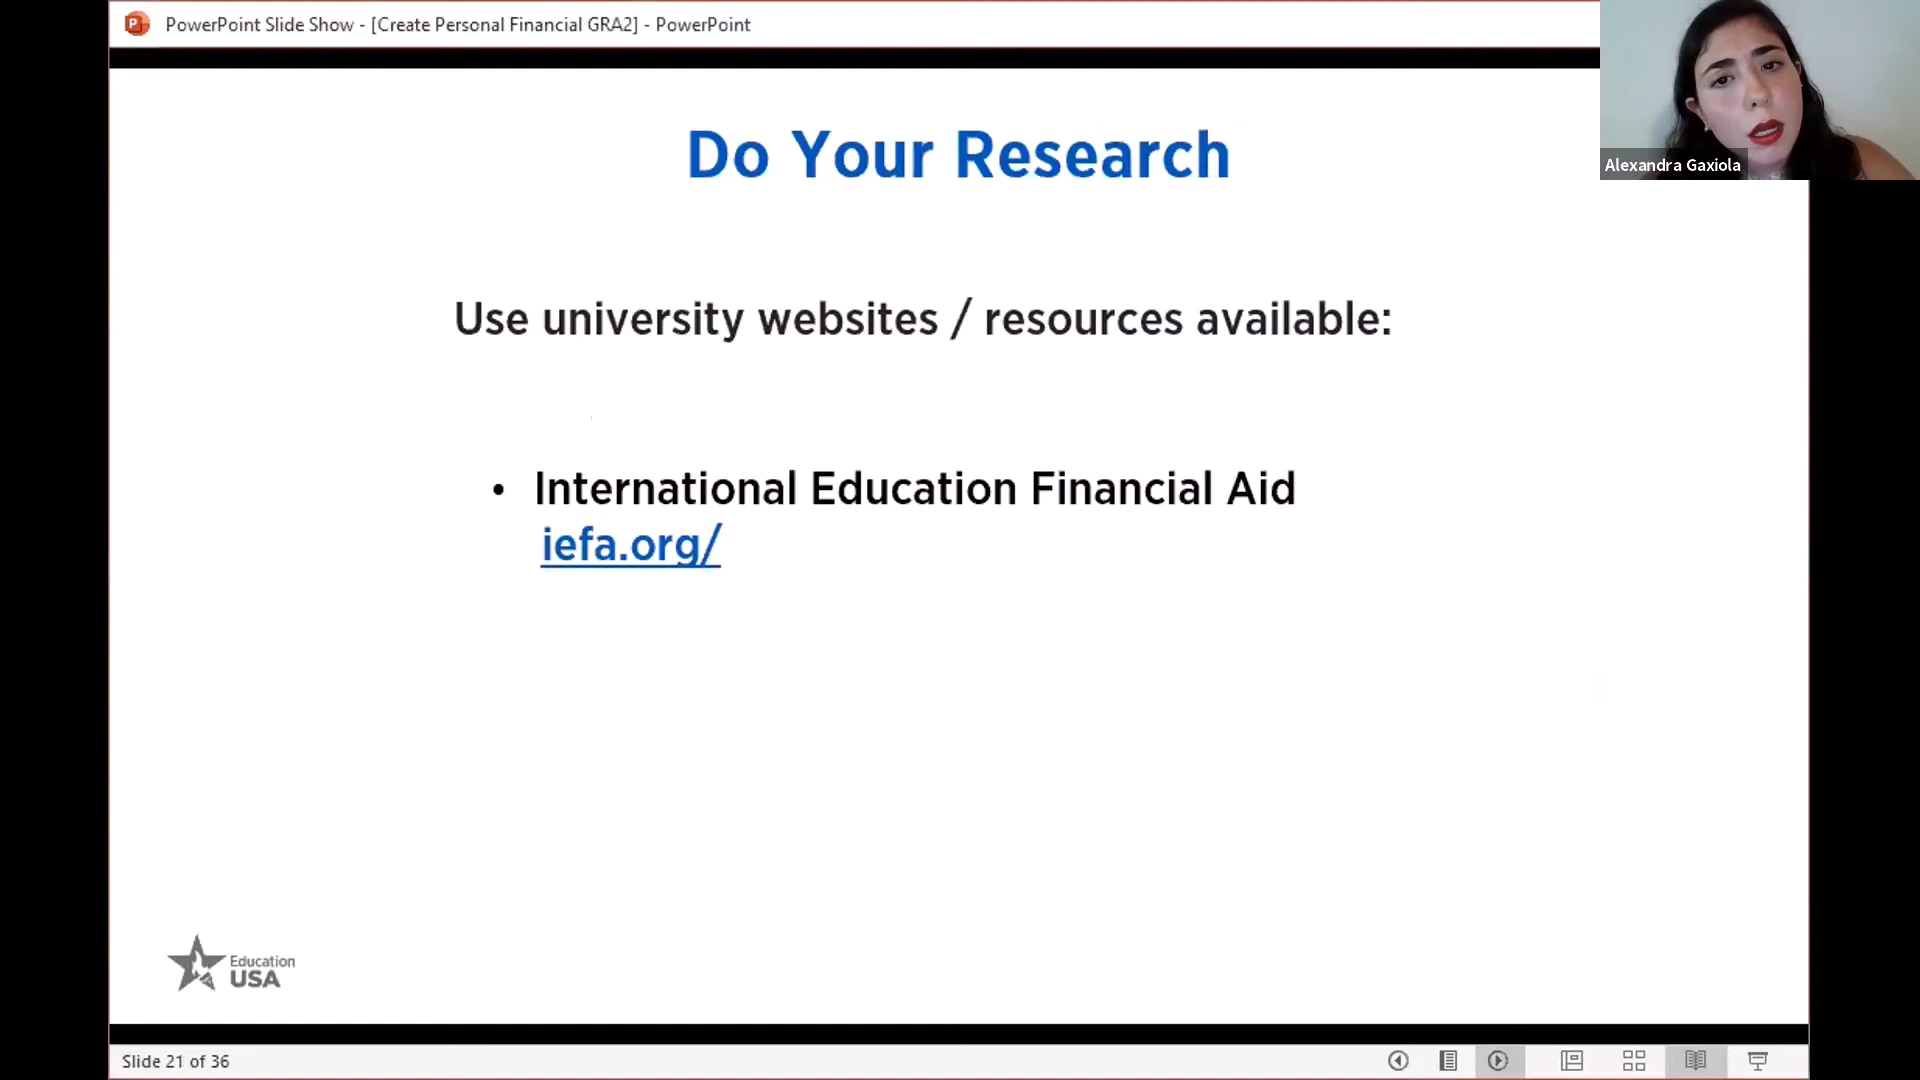 PowerPoint Slide Show - [Create Personal Financial GRA2] - PowerPoint
Alexandra Gaxiola
Do Your Research
Use university websites / resources available:
• International Education Financial Aid
iefa.org/
Education
USA
Slide 21 of 36